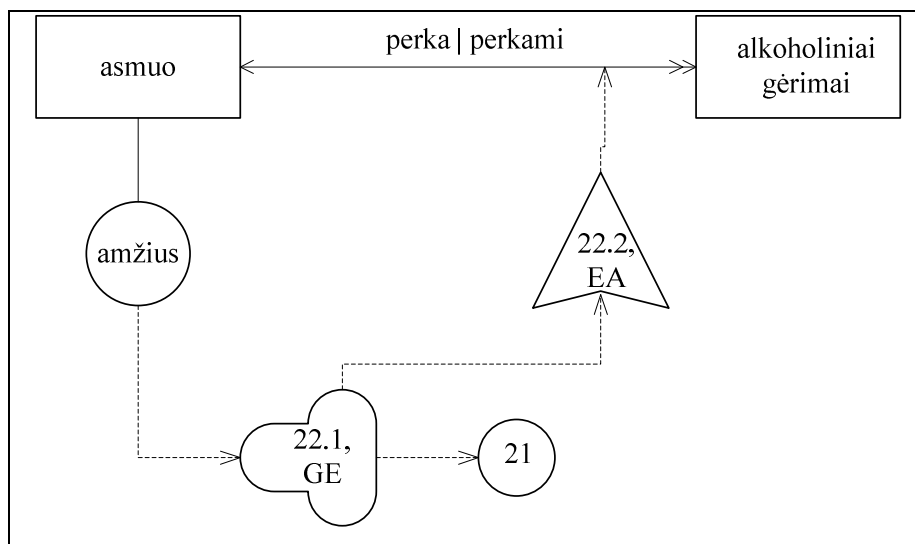 asmuo
perka | perkami
alkoholiniai
gėrimai
amžius
22.2,
EA
22.1,
GE
21